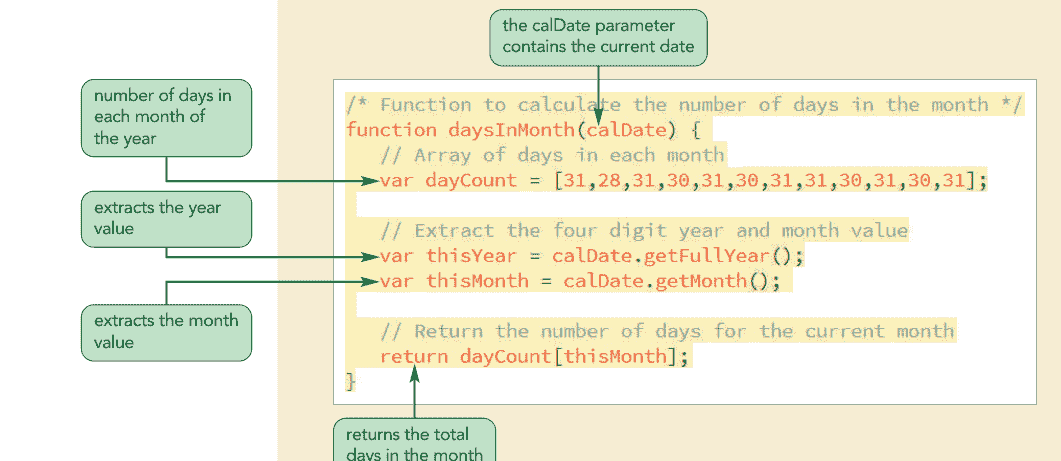 the calDate parameter
contains the current date
number of days in
each month of
the year
/* Function to calculate the number of days in the month */
function daysInMonth(calDate) {
// Array of days in each month
var dayCount = [31,28,31,30,31,30,31,31,30,31,30,31];
extracts the year
value
// Extract the four digit year and month value
var thisYear = calDate.getFullYear();
var thisMonth = calDate.getMonth();
extracts the month
value
// Return the number of days for the current month
return dayCount[thisMonth];
}
returns the total
days in the month